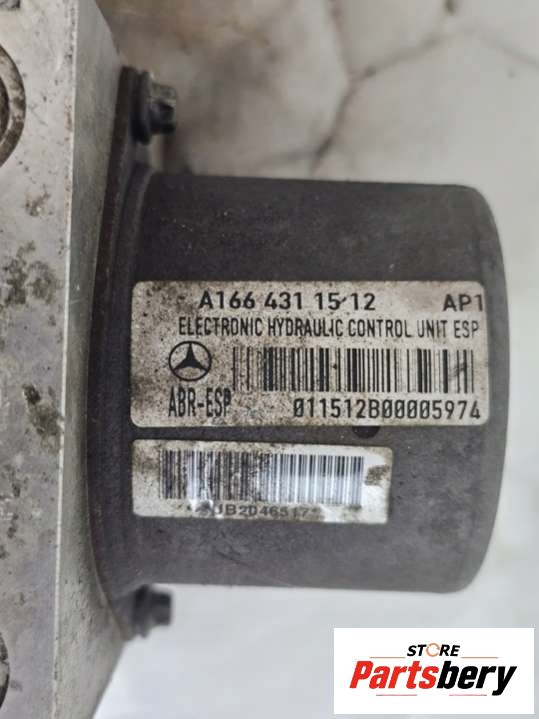 A166 431 15 12 AP1
ELECTRONIC HYDRAULIC CONTROL UNIT ESP
ABR-ESP 011512B00005974
STORE
Partsbery